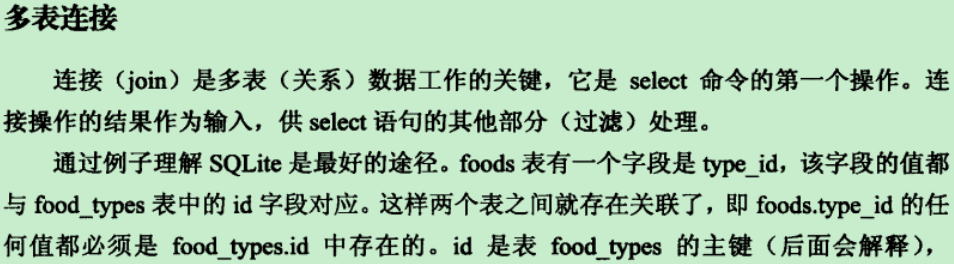 多表连接
连接（join）是多表（关系）数据工作的关键，它是 select 命令的第一个操作。连
接操作的结果作为输入，供 select 语句的其他部分（过滤）处理。
通过例子理解 SQLite 是最好的途径。foods 表有一个字段是 type_id，该字段的值都
与 food_types 表中的 id 字段对应。这样两个表之间就存在关联了，即 foods.type_id 的任
何值都必须是 food_types.id 中存在的。id 是表 food_types 的主键（后面会解释），